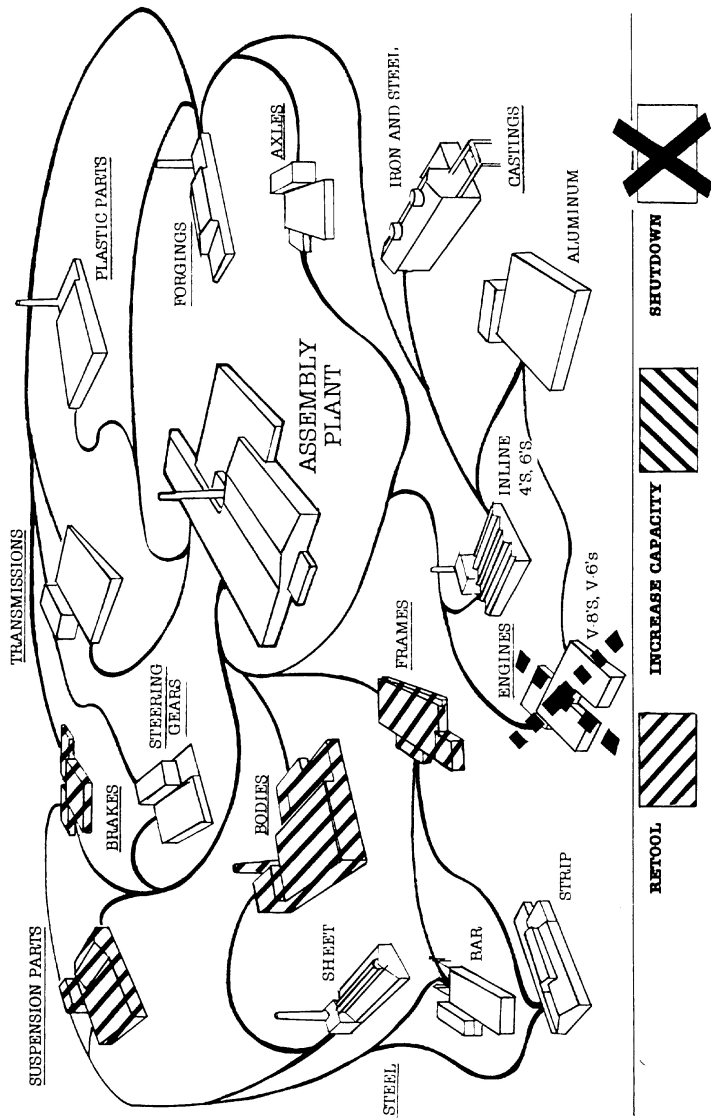 SUSPENSION PARTS
BRAKES
STEERING
GEARS
TRANSMISSIONS
PLASTIC PARTS
FORGINGS
AXLES
BODIES
ASSEMBLY
PLANT
SHEET
STEEL
BAR
STRIP
FRAMES
ENGINES
INLINE
4'S, 6'S
V-8'S, V-6's
IRON AND STEEL
CASTINGS
ALUMINUM
RETOOL
INCREASE CAPACITY
SHUTDOWN